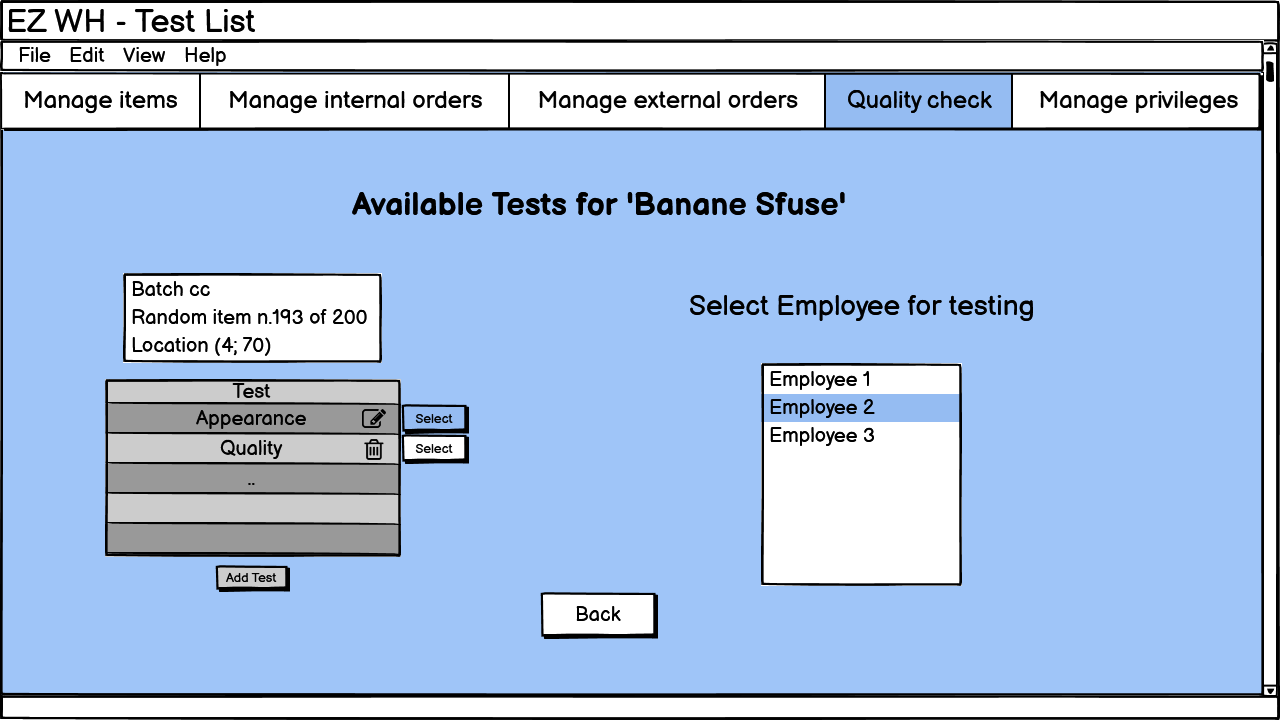 EZ WH - Test List
File Edit View Help
Manage items Manage internal orders Manage external orders Quality check Manage privileges
Available Tests for 'Banane Sfuse'
Batch cc
Random item n.193 of 200
Location (4; 70)
Select Employee for testing
Test
Appearance Select
Quality Select
..
Add Test
Employee 1
Employee 2
Employee 3
Back